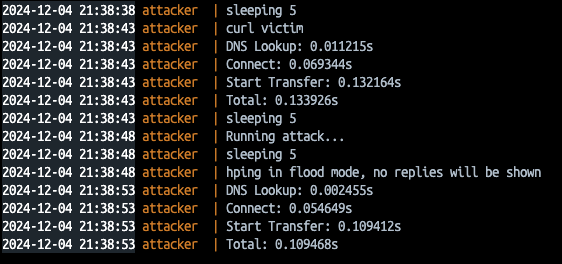 2024-12-04 21:38:38 attacker | sleeping 5
2024-12-04 21:38:43 attacker | curl victim
2024-12-04 21:38:43 attacker | DNS Lookup: 0.011215s
2024-12-04 21:38:43 attacker | Connect: 0.069344s
2024-12-04 21:38:43 attacker | Start Transfer: 0.132164s
2024-12-04 21:38:43 attacker | Total: 0.133926s
2024-12-04 21:38:43 attacker | sleeping 5
2024-12-04 21:38:48 attacker | Running attack...
2024-12-04 21:38:48 attacker | sleeping 5
2024-12-04 21:38:48 attacker | hping in flood mode, no replies will be shown
2024-12-04 21:38:53 attacker | DNS Lookup: 0.002455s
2024-12-04 21:38:53 attacker | Connect: 0.054649s
2024-12-04 21:38:53 attacker | Start Transfer: 0.109412s
2024-12-04 21:38:53 attacker | Total: 0.109468s